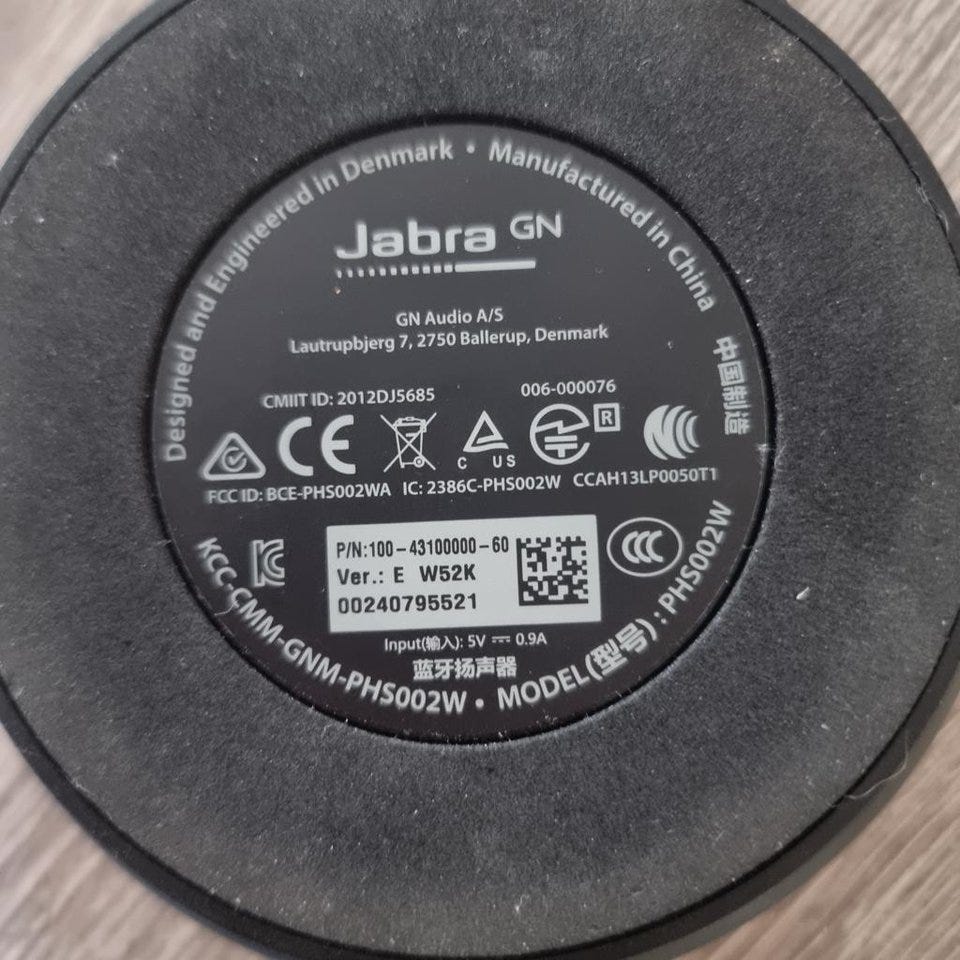 Designed and Engineered in Denmark • Manufactured in China
中国制造
Jabra GN
GN Audio A/S
Lautrupbjerg 7, 2750 Ballerup, Denmark
CMIIT ID: 2012DJ5685
006-000076
CE
C US
R
FCC ID: BCE-PHS002WA IC: 2386C-PHS002W CCAH13LP0050T1
P/N:100-43100000-60
Ver.: E W52K
00240795521
CCC
Input(输入): 5V ⎓ 0.9A
蓝牙扬声器
KCC-CMM-GNM-PHS002W • MODEL(型号): PHS002W